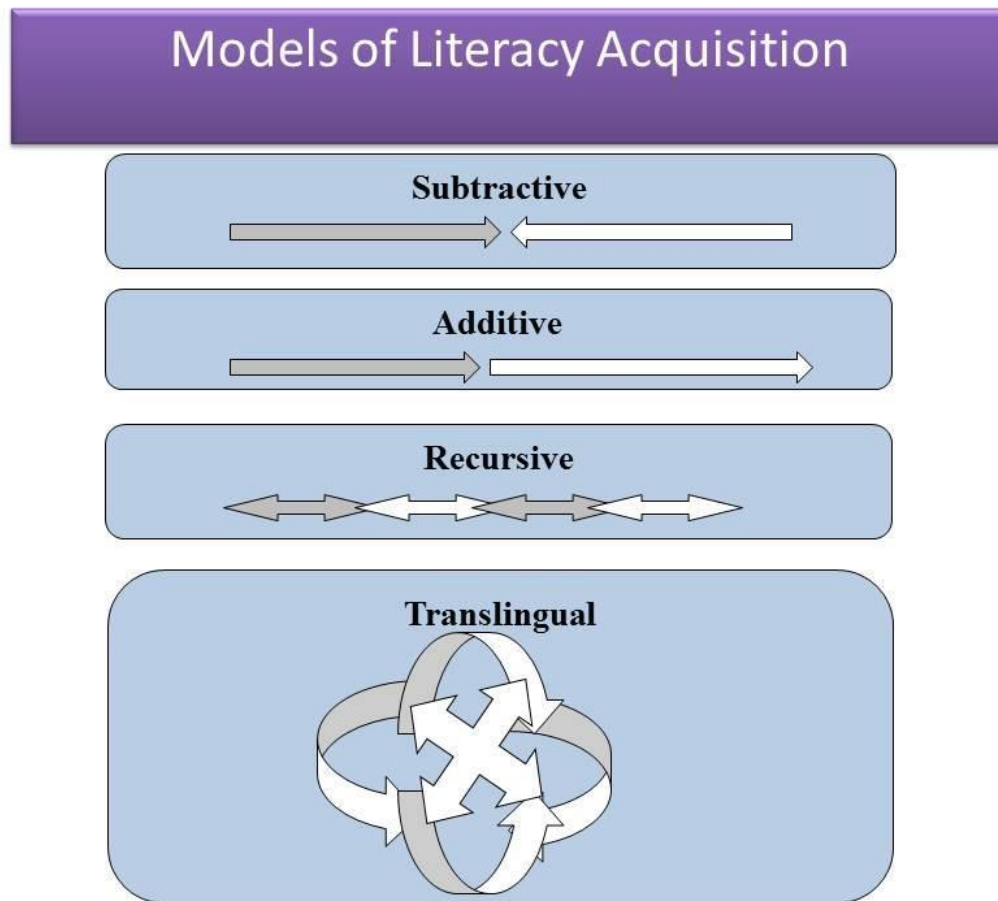 Models of Literacy Acquisition
Subtractive
Additive
Recursive
Translingual